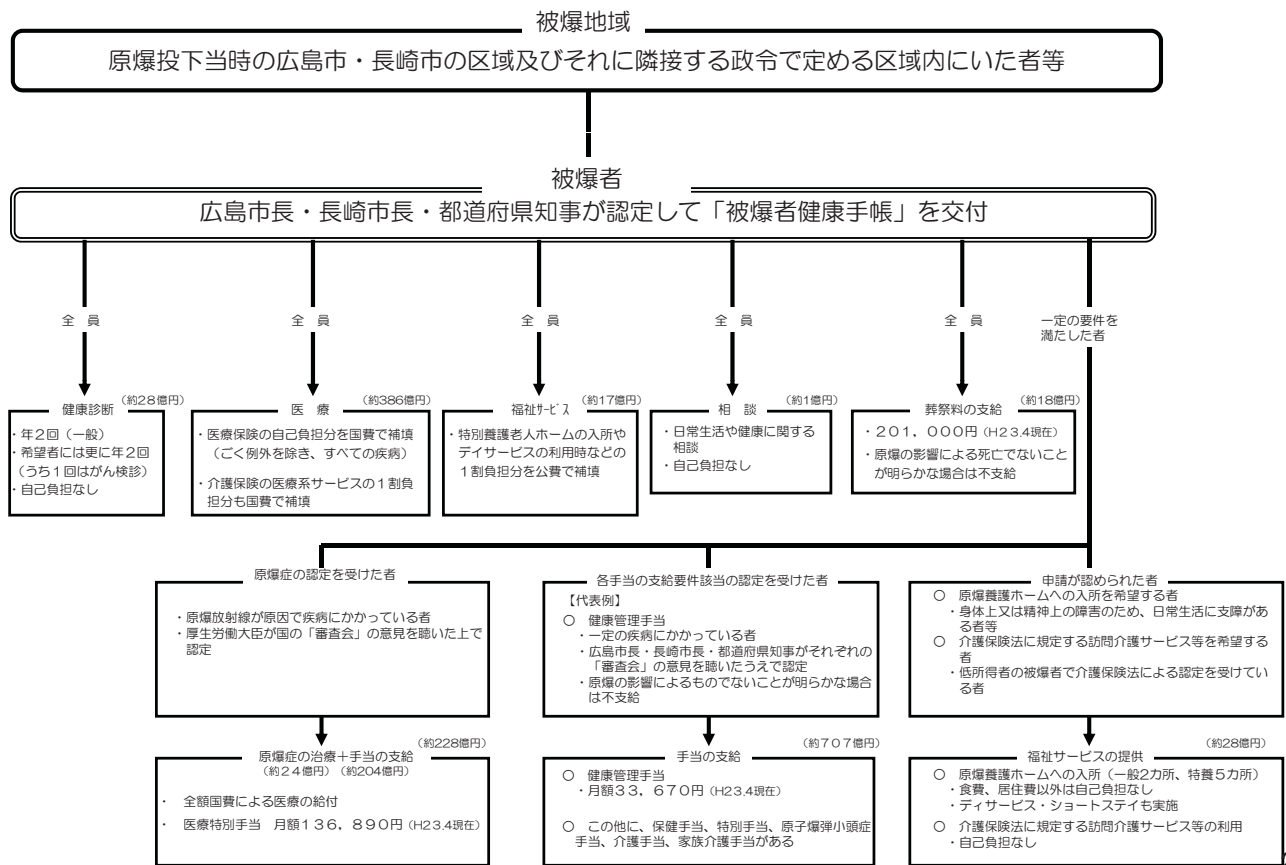 被爆地域
原爆投下当時の広島市・長崎市の区域及びそれに隣接する政令で定める区域内にいた者等
被爆者
広島市長・長崎市長・都道府県知事が認定して「被爆者健康手帳」を交付
全 員
全 員
全 員
全 員
全 員
一定の要件を
満たした者
健康診断
(約28億円)
・年2回(一般)
・希望者には更に年2回
(うち1回はがん検診)
・自己負担なし
医 療
(約386億円)
・医療保険の自己負担分を国費で補填
(ごく例外を除き、すべての疾病)
・介護保険の医療系サービスの1割負
担分も国費で補填
福祉サービス
(約17億円)
・特別養護老人ホームの入所や
デイサービスの利用時などの
1割負担分を公費で補填
相 談
(約1億円)
・日常生活や健康に関する
相談
・自己負担なし
葬祭料の支給
(約18億円)
・201,000円(H23.4現在)
・原爆の影響による死亡でないこと
が明らかな場合は不支給
原爆症の認定を受けた者
・原爆放射線が原因で疾病にかかっている者
・厚生労働大臣が国の「審査会」の意見を聴いた上で
認定
各手当の支給要件該当の認定を受けた者
【代表例】
○ 健康管理手当
・一定の疾病にかかっている者
・広島市長・長崎市長・都道府県知事がそれぞれの
「審査会」の意見を聴いたうえで認定
・原爆の影響によるものでないことが明らかな場合
は不支給
申請が認められた者
○ 原爆養護ホームへの入所を希望する者
・身体上又は精神上の障害のため、日常生活に支障があ
る者等
○ 介護保険法に規定する訪問介護サービス等を希望す
る者
・低所得者の被爆者で介護保険法による認定を受けてい
る者
(約228億円)
原爆症の治療+手当の支給
(約24億円)(約204億円)
・ 全額国費による医療の給付
・ 医療特別手当 月額136,890円(H23.4現在)
(約707億円)
手当の支給
○ 健康管理手当
・月額33,670円(H23.4現在)
○ この他に、保健手当、特別手当、原子爆弾小頭症
手当、介護手当、家族介護手当がある
(約28億円)
福祉サービスの提供
○ 原爆養護ホームへの入所(一般2カ所、特養5カ所)
・食費、居住費以外は自己負担なし
・ディサービス・ショートステイも実施
○ 介護保険法に規定する訪問介護サービス等の利用
・自己負担なし